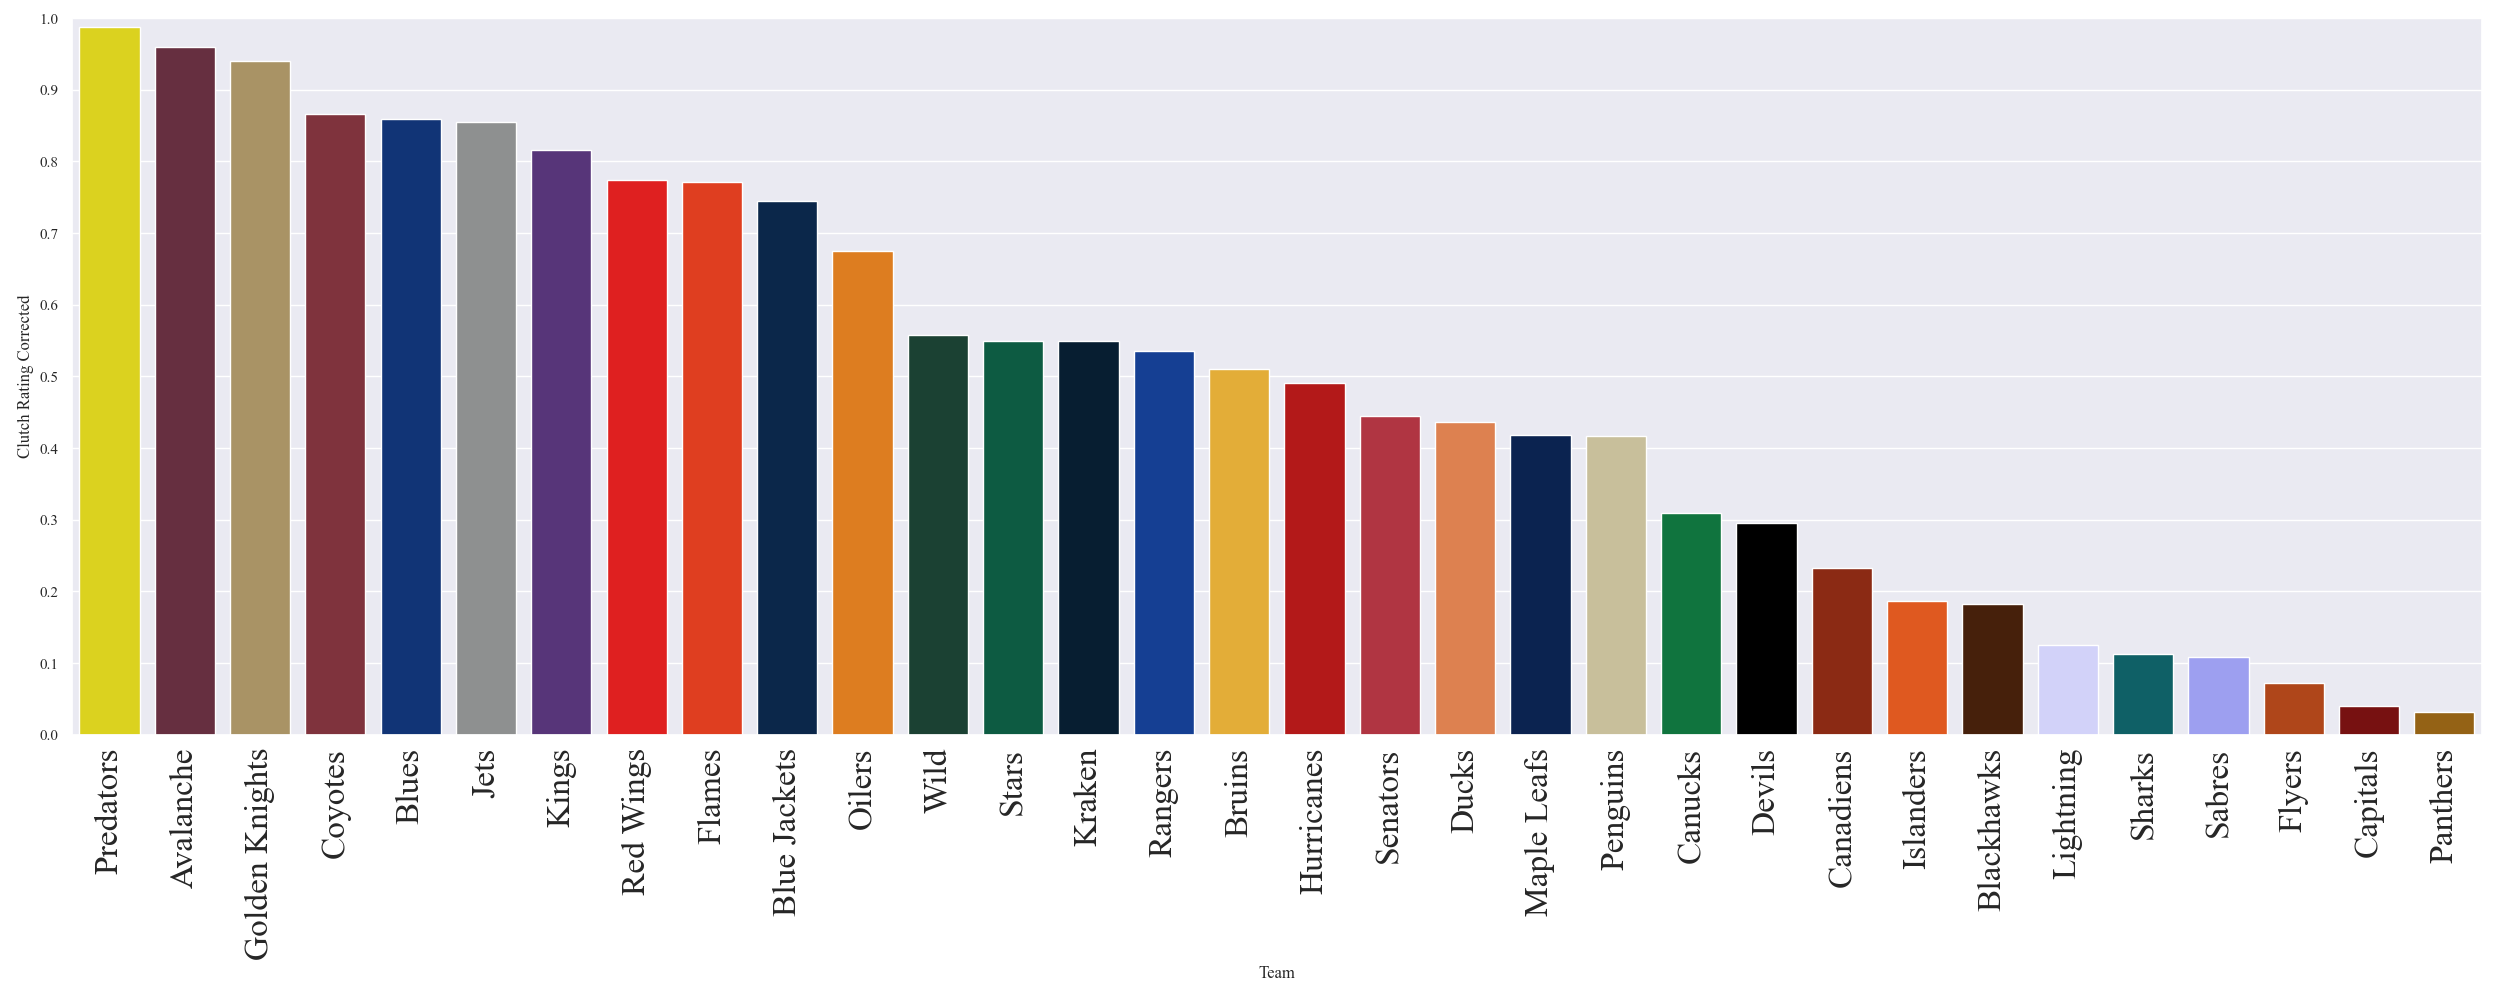 1.0
0.9
0.8
0.7
0.6
0.5
0.4
0.3
0.2
0.1
0.0
Clutch Rating Corrected
Predators
Avalanche
Golden Knights
Coyotes
Blues
Jets
Kings
Red Wings
Flames
Blue Jackets
Oilers
Wild
Stars
Kraken
Rangers
Bruins
Hurricanes
Senators
Ducks
Maple Leafs
Penguins
Canucks
Devils
Canadiens
Islanders
Blackhawks
Lightning
Sharks
Sabres
Flyers
Capitals
Panthers
Team